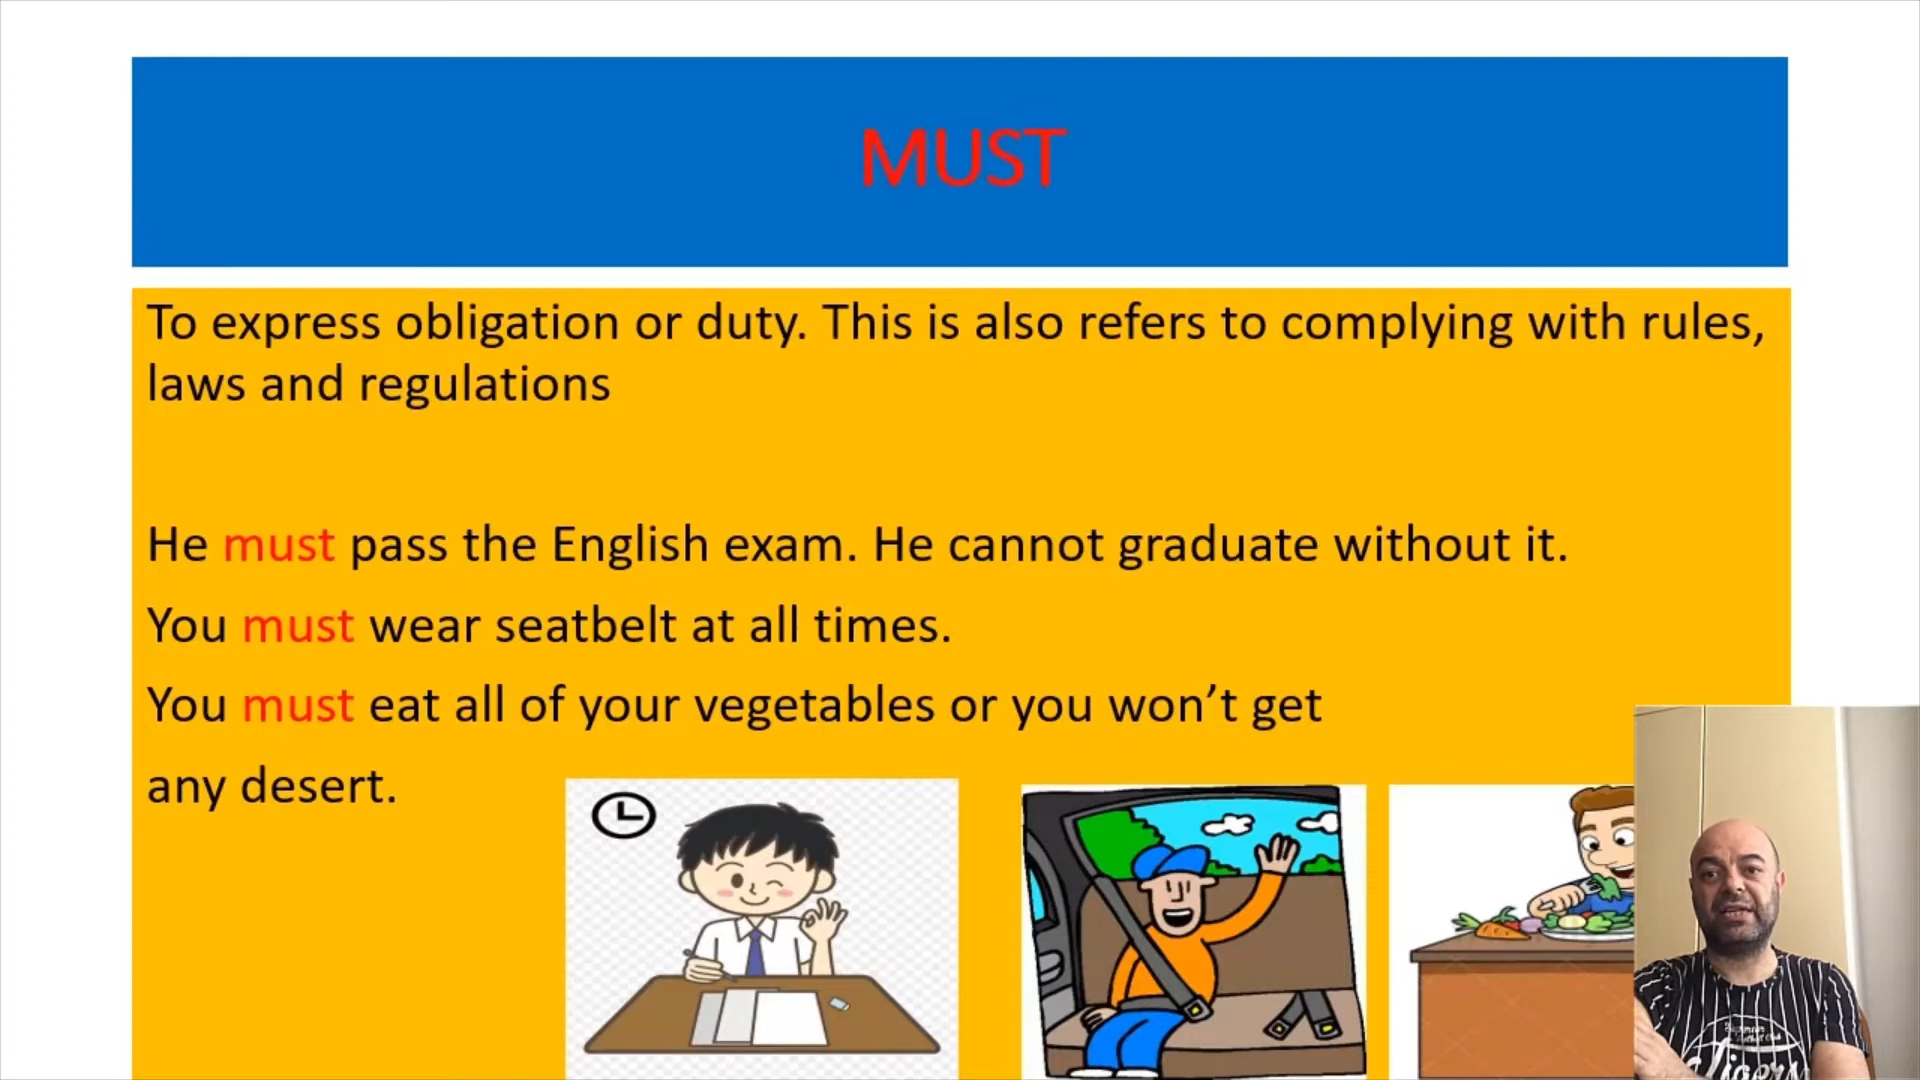 MUST
To express obligation or duty. This is also refers to complying with rules,
laws and regulations
He must pass the English exam. He cannot graduate without it.
You must wear seatbelt at all times.
You must eat all of your vegetables or you won’t get
any desert.
Tigers